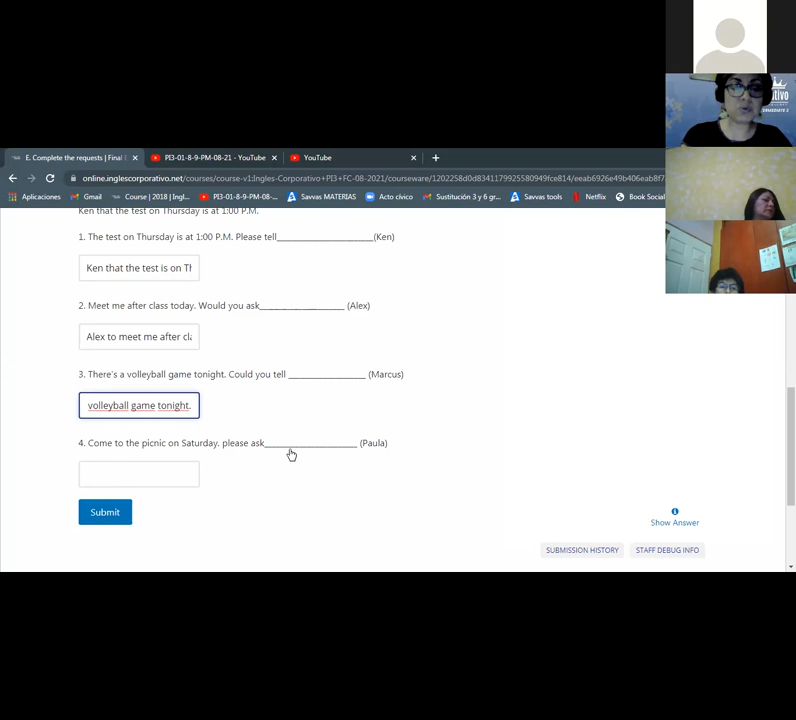 E. Complete the requests | Final E
PI3-01-8-9-PM-08-21 - YouTube
YouTube
online.inglescorporativo.net/courses/course-v1:Ingles-Corporativo+PI3+FC-08-2021/courseware/1202258d0d834117992558094 9fce814/eeab6926e49b406eab8f7
Aplicaciones
Gmail
Course | 2018 | Ingl...
PI3-01-8-9-PM-08-...
Savvas MATERIAS
Acto cívico
Sustitución 3 y 6 gr...
Savvas tools
Netflix
Book Social
Ken that the test on Thursday is at 1:00 P.M.
1. The test on Thursday is at 1:00 P.M. Please tell____________________(Ken)
Ken that the test is on Th
2. Meet me after class today. Would you ask__________________ (Alex)
Alex to meet me after cla
3. There's a volleyball game tonight. Could you tell ________________ (Marcus)
volleyball game tonight.
4. Come to the picnic on Saturday. please ask____________________ (Paula)
Submit
Show Answer
SUBMISSION HISTORY
STAFF DEBUG INFO